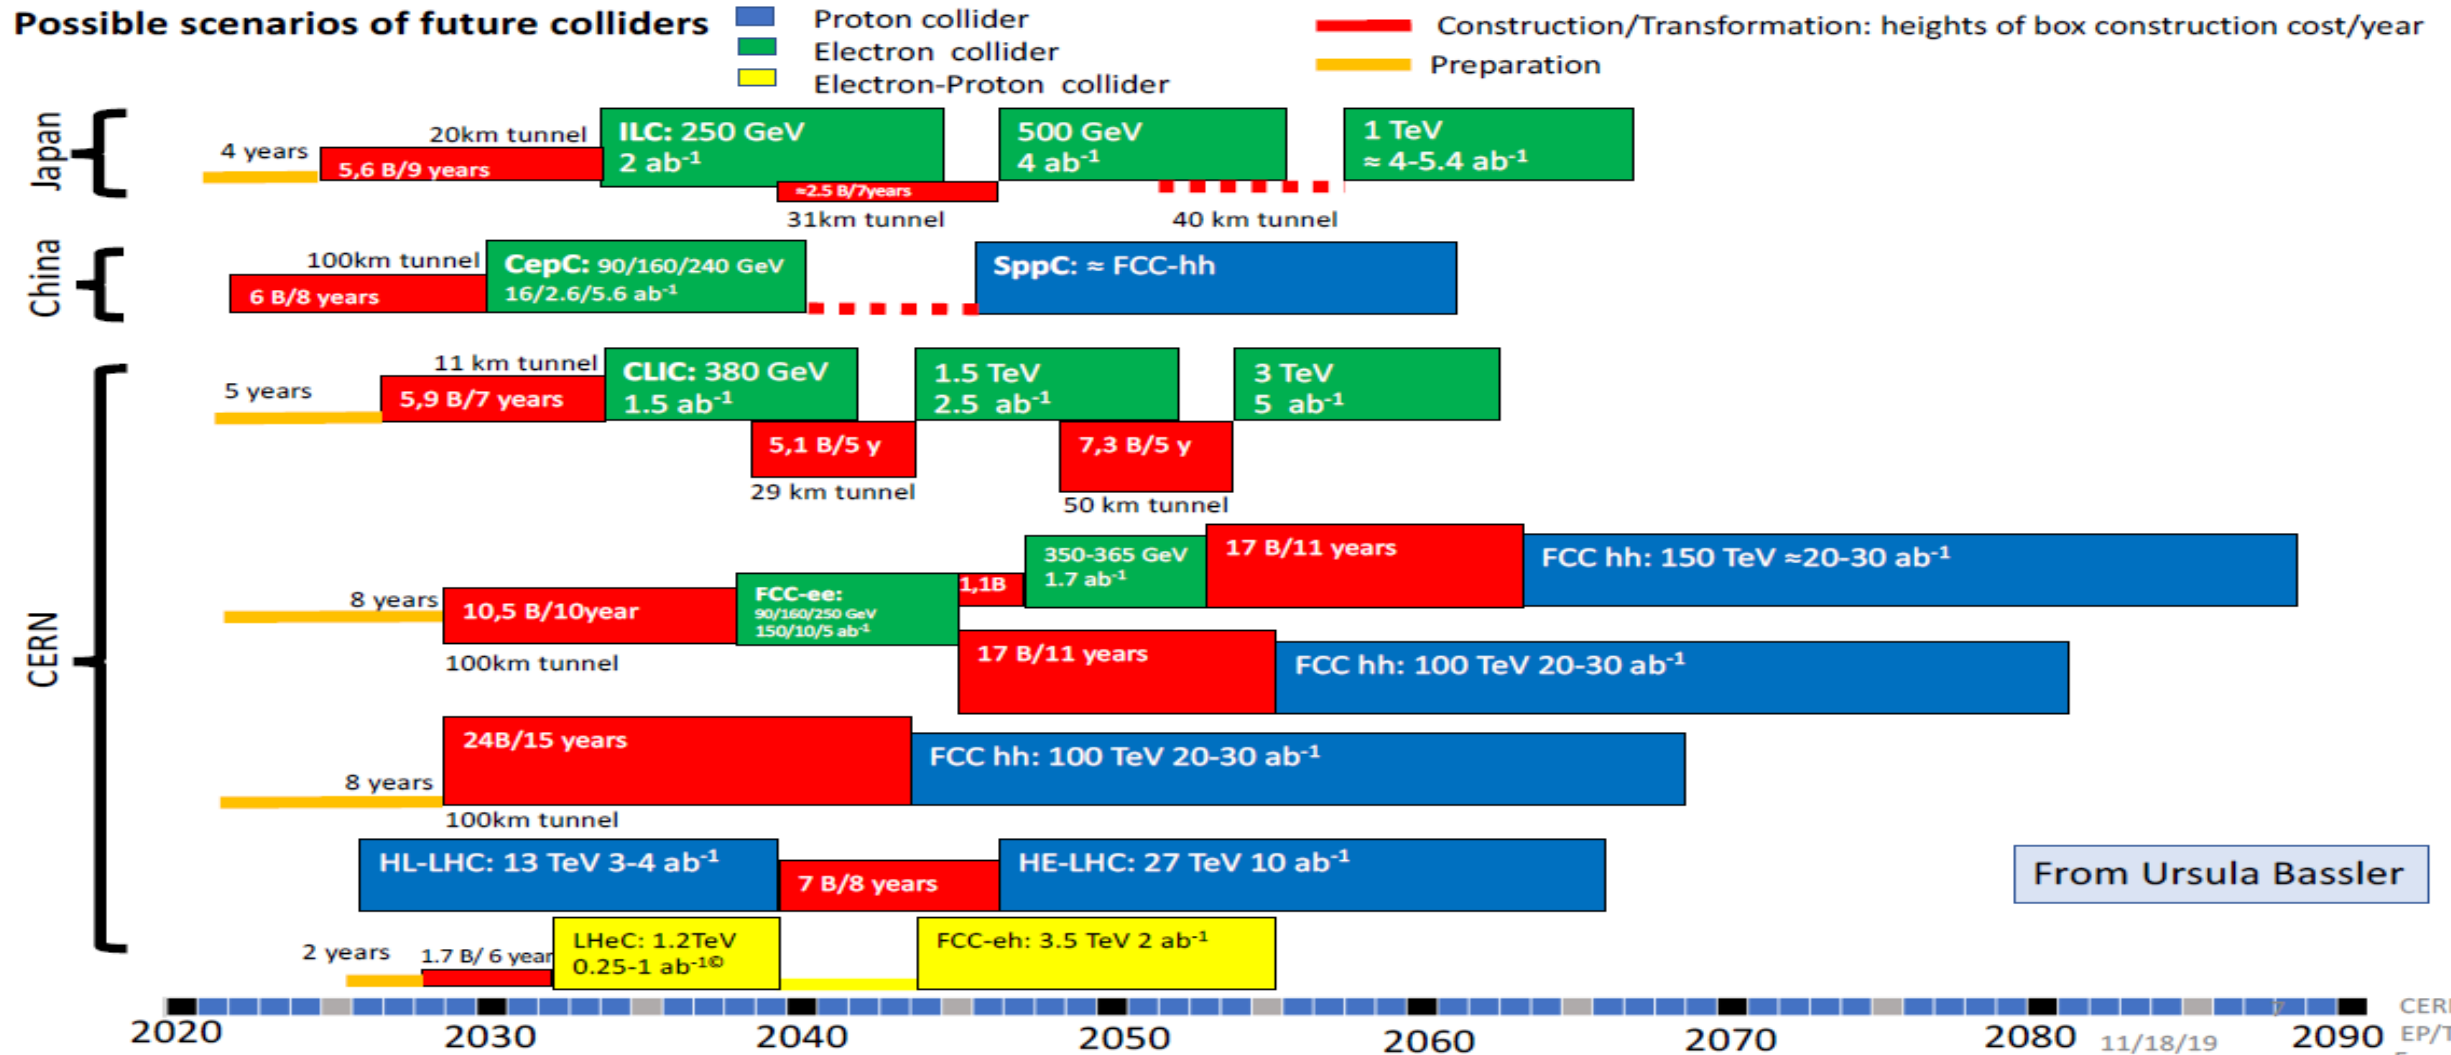 Possible scenarios of future colliders
Proton collider
Electron collider
Electron-Proton collider
Construction/Transformation: heights of box construction cost/year
Preparation
Japan
4 years
20km tunnel
5,6 B/9 years
ILC: 250 GeV
2 ab⁻¹
≈2.5 B/7years
31km tunnel
500 GeV
4 ab⁻¹
40 km tunnel
1 TeV
≈ 4-5.4 ab⁻¹
China
100km tunnel
6 B/8 years
CepC: 90/160/240 GeV
16/2.6/5.6 ab⁻¹
SppC: ≈ FCC-hh
CERN
5 years
11 km tunnel
5,9 B/7 years
CLIC: 380 GeV
1.5 ab⁻¹
5,1 B/5 y
29 km tunnel
1.5 TeV
2.5 ab⁻¹
7,3 B/5 y
50 km tunnel
3 TeV
5 ab⁻¹
8 years
10,5 B/10year
100km tunnel
FCC-ee:
90/160/250 GeV
150/10/5 ab⁻¹
1,1B
350-365 GeV
1.7 ab⁻¹
17 B/11 years
FCC hh: 150 TeV ≈20-30 ab⁻¹
17 B/11 years
FCC hh: 100 TeV 20-30 ab⁻¹
8 years
24B/15 years
100km tunnel
FCC hh: 100 TeV 20-30 ab⁻¹
HL-LHC: 13 TeV 3-4 ab⁻¹
7 B/8 years
HE-LHC: 27 TeV 10 ab⁻¹
From Ursula Bassler
2 years
1.7 B/ 6 year
LHeC: 1.2TeV
0.25-1 ab⁻¹©
FCC-eh: 3.5 TeV 2 ab⁻¹
7
2020 2030 2040 2050 2060 2070 2080 2090
11/18/19